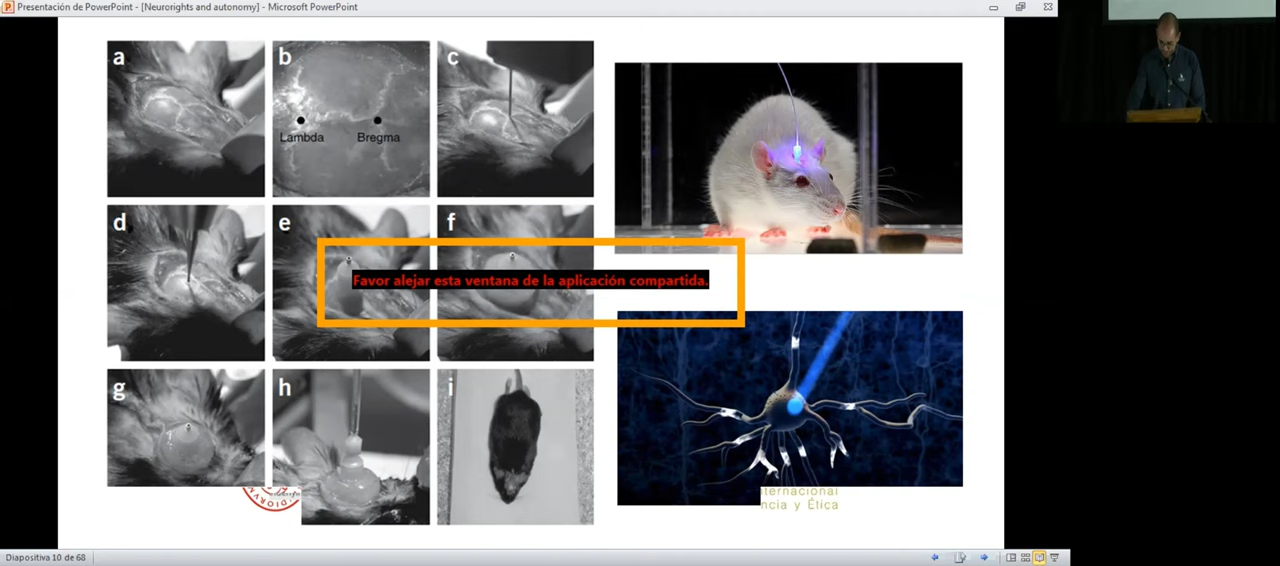 Presentación de PowerPoint - [Neurorights and autonomy] - Microsoft PowerPoint
a
b
c
Lambda
Bregma
d
e
f
Favor alejar esta ventana de la aplicación compartida.
g
h
i
nternacional
ncia y Ética
Diapositiva 10 de 68